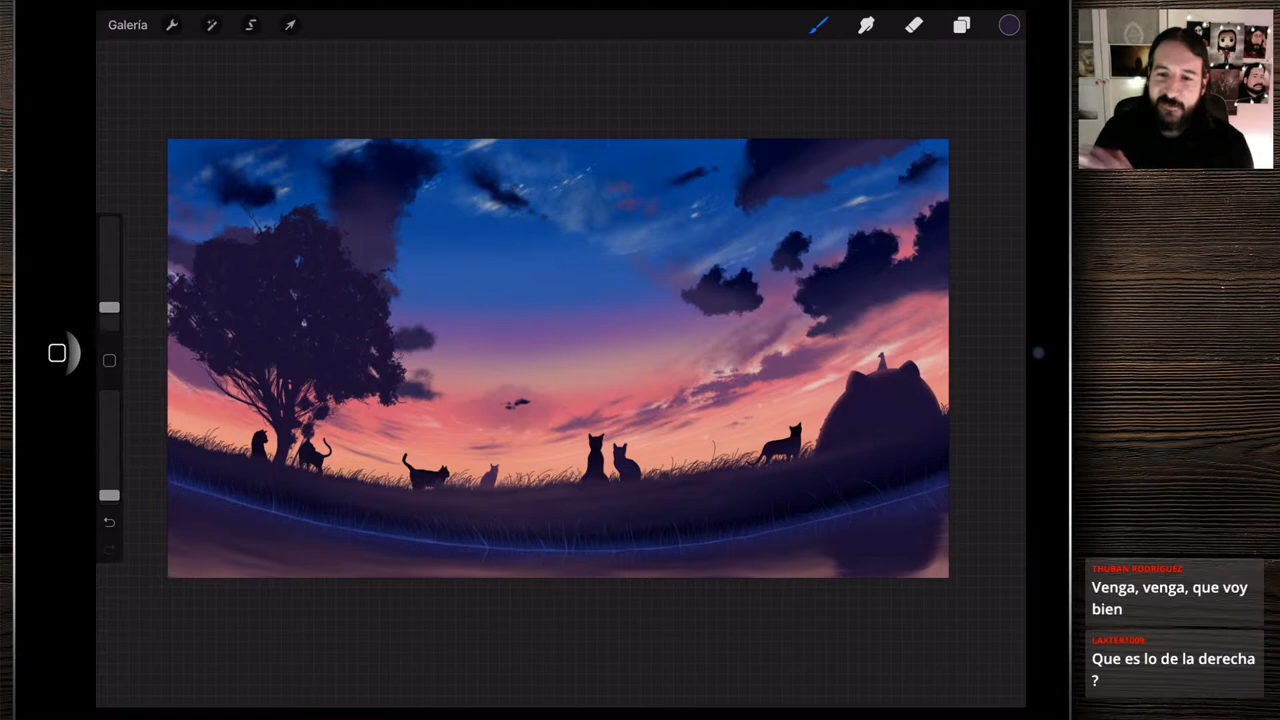 Galería
THUBAN RODRÍGUEZ
Venga, venga, que voy
bien
LAXTER1009
Que es lo de la derecha
?